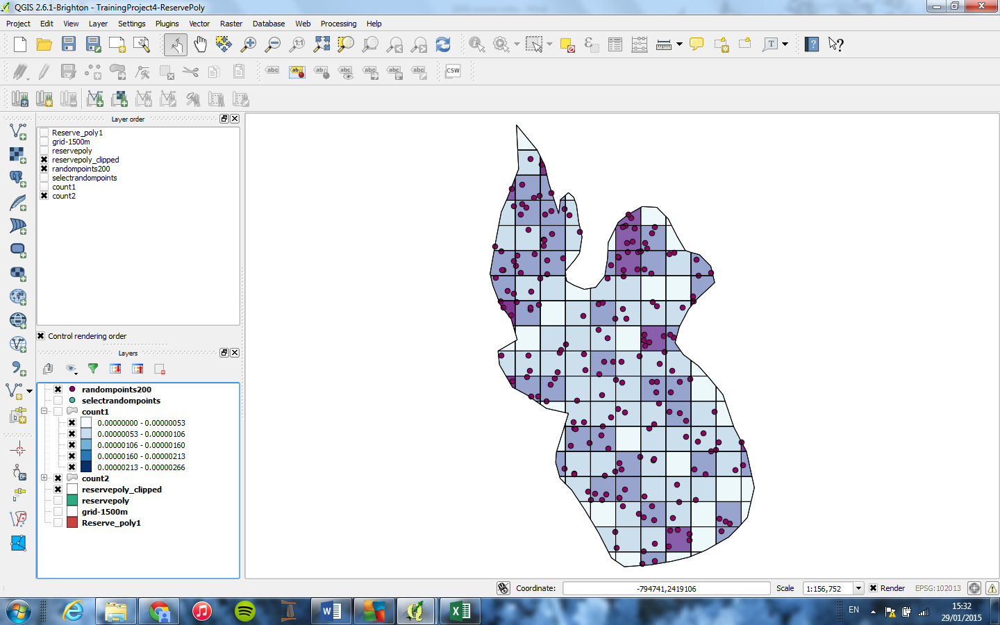 QGIS 2.6.1-Brighton - TrainingProject4-ReservePoly
Project Edit View Layer Settings Plugins Vector Raster Database Web Processing Help
1:1
T
?
?
abc
ab
ab
abc
abc
abc
abc
CSW
Layer order
Reserve_poly1
grid-1500m
reservepoly
reservepoly_clipped
randompoints200
selectrandompoints
count1
count2
Control rendering order
Layers
randompoints200
selectrandompoints
count1
0.00000000 - 0.00000053
0.00000053 - 0.00000106
0.00000106 - 0.00000160
0.00000160 - 0.00000213
0.00000213 - 0.00000266
count2
reservepoly_clipped
reservepoly
grid-1500m
Reserve_poly1
Coordinate: -794741,2419106 Scale 1:156,752 Render EPSG:102013
EN
15:32
29/01/2015